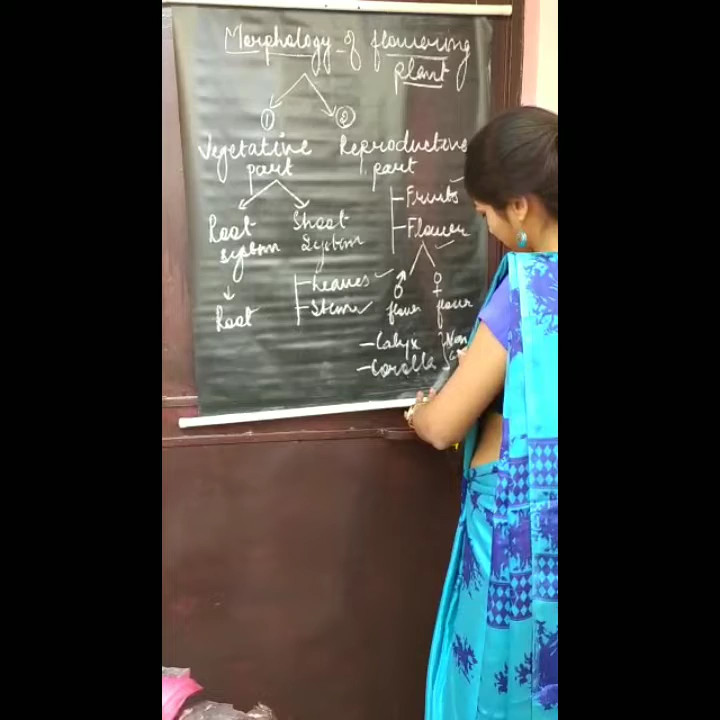 Morphology of flowering
plant
1 2
Vegetative Reproductive
part part
Fruits
Root Shoot
system system
Flower
Leaves
Stem
♂ ♀
Root
flower flower
Calyx
Corolla
Non